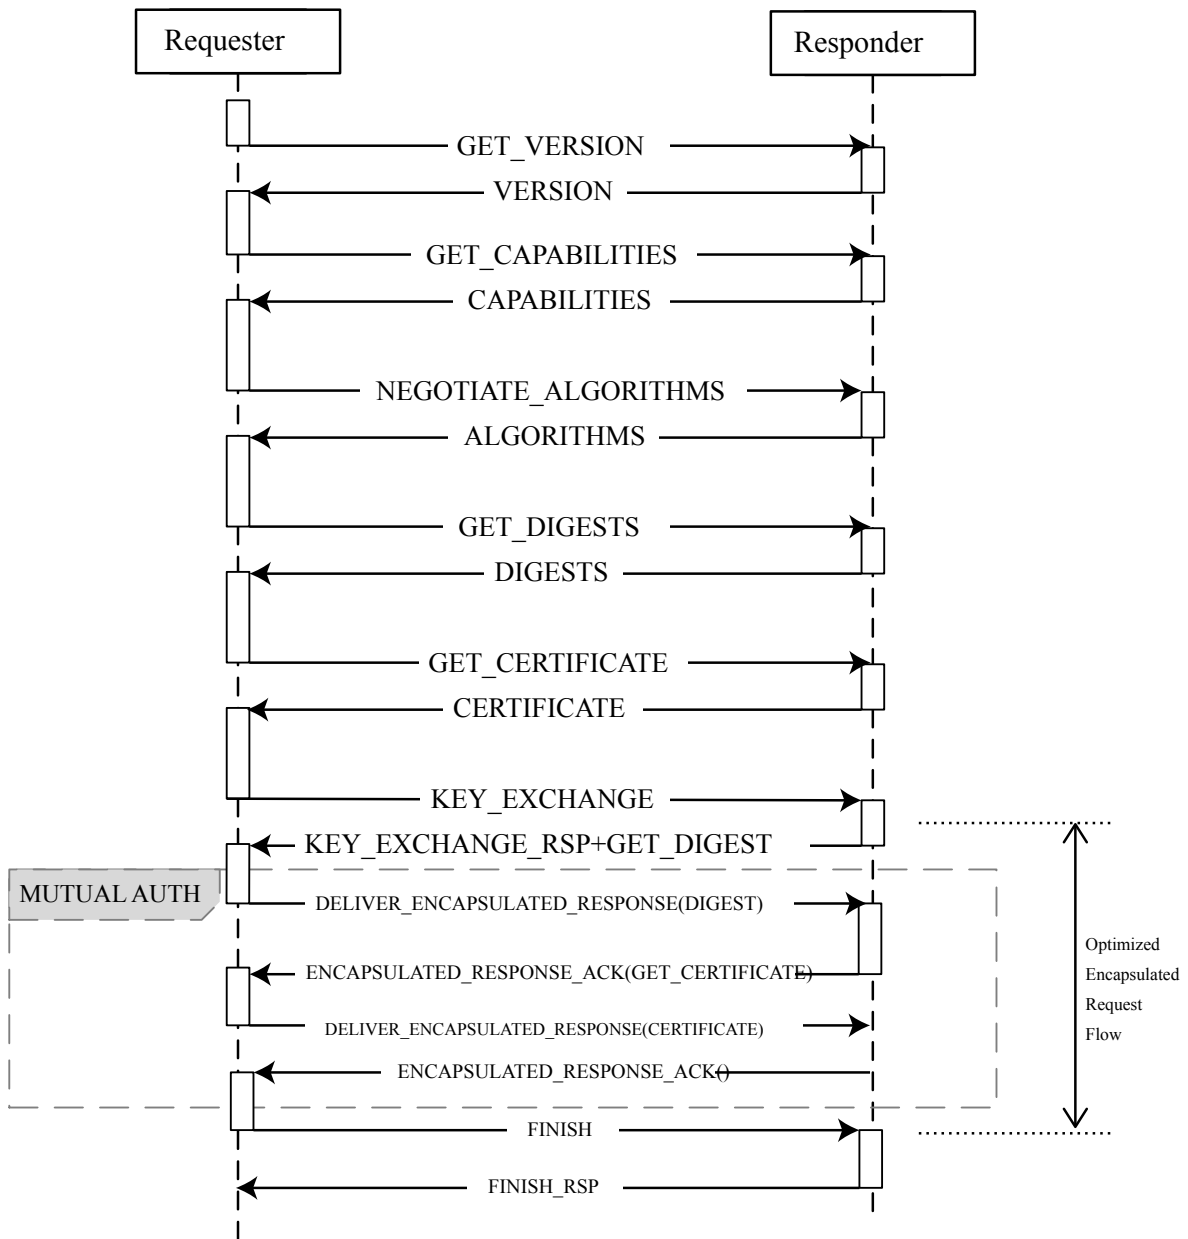 Requester
Responder
GET_VERSION
VERSION
GET_CAPABILITIES
CAPABILITIES
NEGOTIATE_ALGORITHMS
ALGORITHMS
GET_DIGESTS
DIGESTS
GET_CERTIFICATE
CERTIFICATE
KEY_EXCHANGE
KEY_EXCHANGE_RSP+GET_DIGEST
MUTUAL AUTH
DELIVER_ENCAPSULATED_RESPONSE(DIGEST)
ENCAPSULATED_RESPONSE_ACK(GET_CERTIFICATE)
DELIVER_ENCAPSULATED_RESPONSE(CERTIFICATE)
ENCAPSULATED_RESPONSE_ACK()
FINISH
FINISH_RSP
Optimized
Encapsulated
Request
Flow